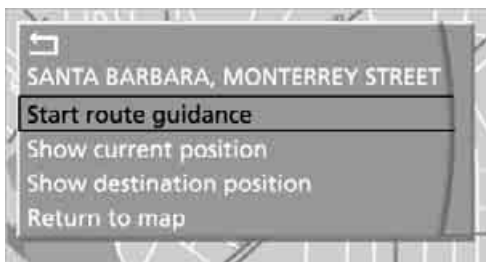 SANTA BARBARA, MONTERREY STREET
Start route guidance
Show current position
Show destination position
Return to map